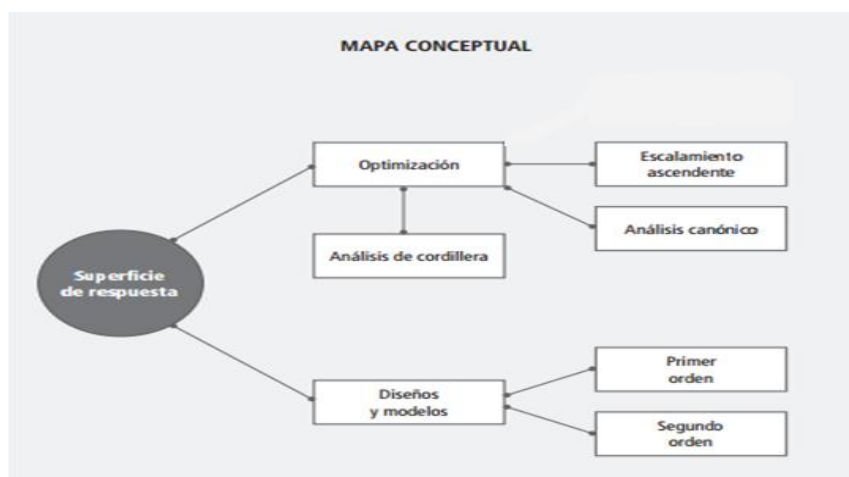 MAPA CONCEPTUAL
Optimización
Escalamiento
ascendente
Análisis canónico
Análisis de cordillera
Superficie
de respuesta
Diseños
y modelos
Primer
orden
Segundo
orden